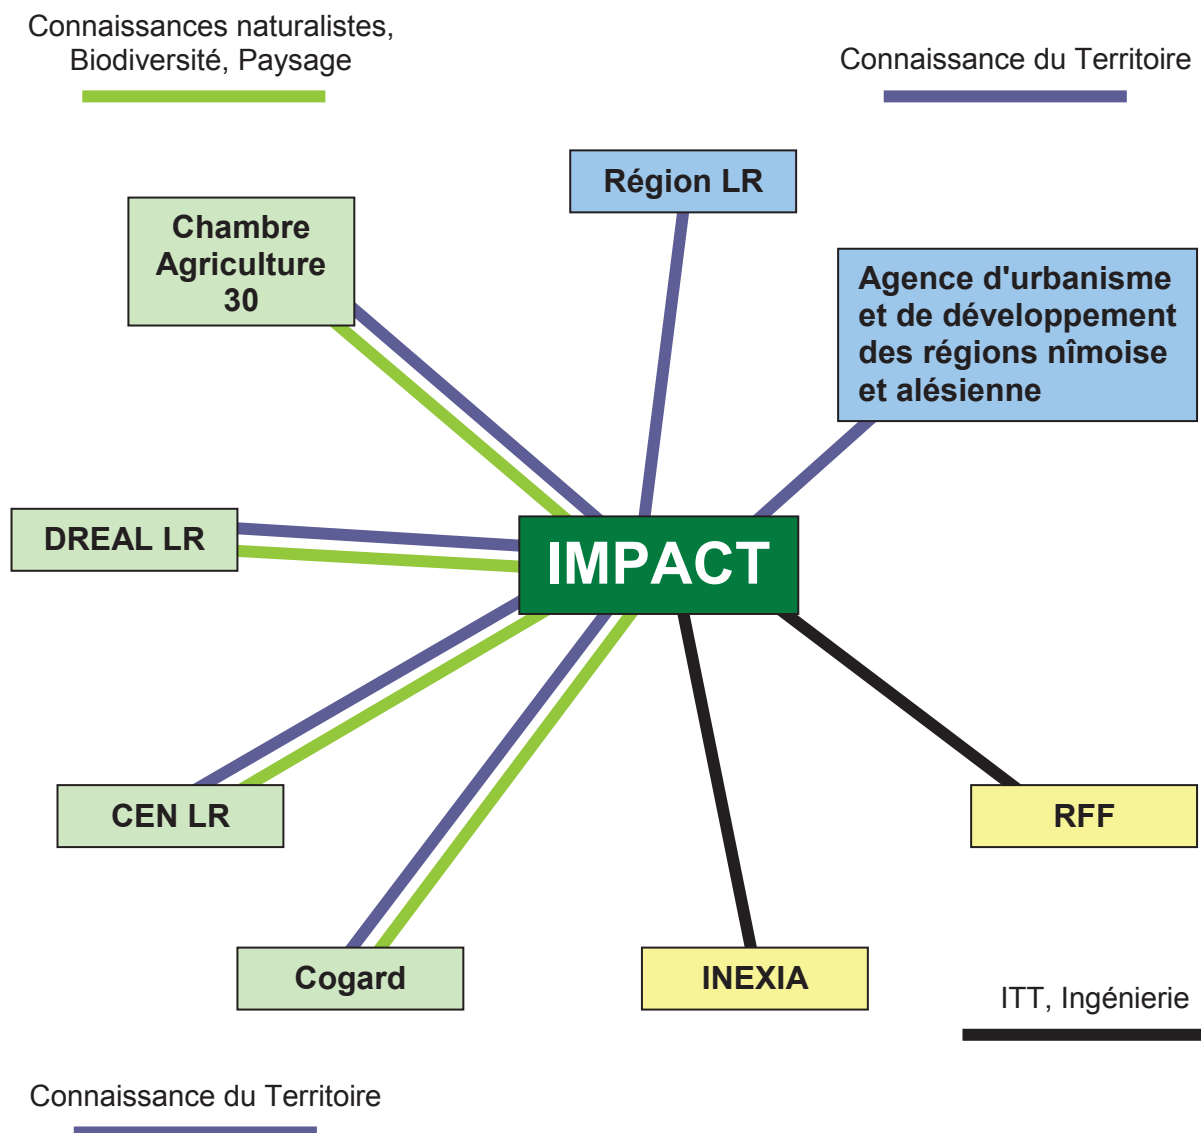 Connaissances naturalistes,
Biodiversité, Paysage
Connaissance du Territoire
Région LR
Chambre
Agriculture
30
Agence d'urbanisme
et de développement
des régions nîmoise
et alésienne
DREAL LR
IMPACT
CEN LR
RFF
Cogard
INEXIA
ITT, Ingénierie
Connaissance du Territoire